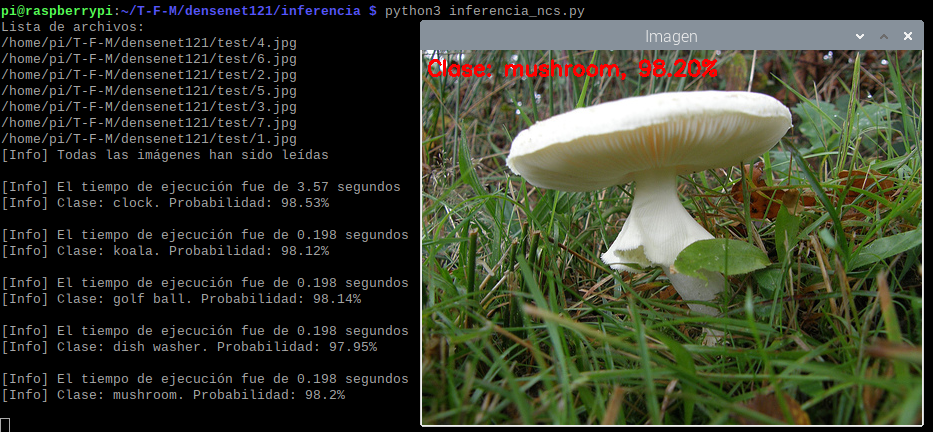 pi@raspberrypi:~/T-F-M/densenet121/inferencia $ python3 inferencia_ncs.py
Lista de archivos:
/home/pi/T-F-M/densenet121/test/4.jpg
/home/pi/T-F-M/densenet121/test/6.jpg
/home/pi/T-F-M/densenet121/test/2.jpg
/home/pi/T-F-M/densenet121/test/5.jpg
/home/pi/T-F-M/densenet121/test/3.jpg
/home/pi/T-F-M/densenet121/test/7.jpg
/home/pi/T-F-M/densenet121/test/1.jpg
[Info] Todas las imágenes han sido leídas
[Info] El tiempo de ejecución fue de 3.57 segundos
[Info] Clase: clock. Probabilidad: 98.53%
[Info] El tiempo de ejecución fue de 0.198 segundos
[Info] Clase: koala. Probabilidad: 98.12%
[Info] El tiempo de ejecución fue de 0.198 segundos
[Info] Clase: golf ball. Probabilidad: 98.14%
[Info] El tiempo de ejecución fue de 0.198 segundos
[Info] Clase: dish washer. Probabilidad: 97.95%
[Info] El tiempo de ejecución fue de 0.198 segundos
[Info] Clase: mushroom. Probabilidad: 98.2%
Imagen
Clase: mushroom, 98.20%